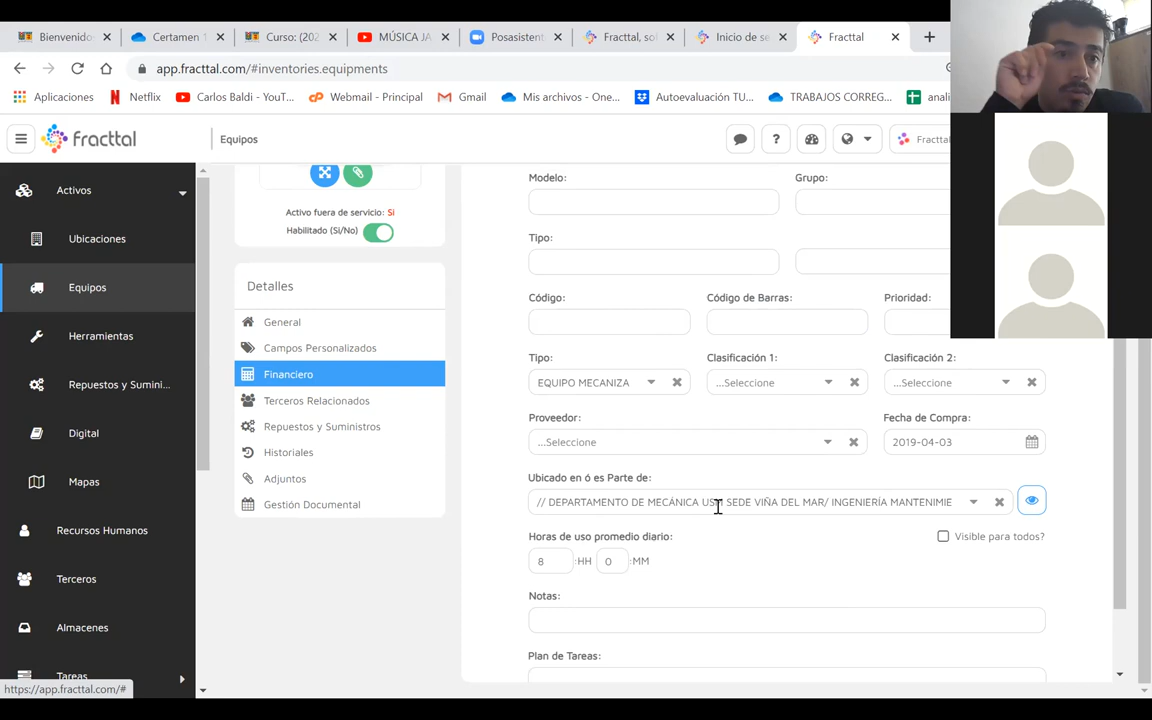 Bienvenidos
Certamen 1
Curso: (202
MÚSICA JA
Posasistent
Fracttal, sol
Inicio de se
Fracttal
app.fracttal.com/#inventories.equipments
Aplicaciones
Netflix
Carlos Baldi - YouT...
Webmail - Principal
Gmail
Mis archivos - One...
Autoevaluación TU...
TRABAJOS CORREG...
anali
fracttal
Equipos
?
Fracttal
Activos
Ubicaciones
Equipos
Herramientas
Repuestos y Sumini...
Digital
Mapas
Recursos Humanos
Terceros
Almacenes
Tareas
https://app.fracttal.com/#
Activo fuera de servicio: Si
Habilitado (Si/No)
Detalles
General
Campos Personalizados
Financiero
Terceros Relacionados
Repuestos y Suministros
Historiales
Adjuntos
Gestión Documental
Modelo:
Grupo:
Tipo:
Código:
Código de Barras:
Prioridad:
Tipo:
Clasificación 1:
Clasificación 2:
EQUIPO MECANIZA
...Seleccione
...Seleccione
Proveedor:
Fecha de Compra:
...Seleccione
2019-04-03
Ubicado en ó es Parte de:
// DEPARTAMENTO DE MECÁNICA USM SEDE VIÑA DEL MAR/ INGENIERÍA MANTENIMIE
Horas de uso promedio diario:
Visible para todos?
8 :HH 0 :MM
Notas:
Plan de Tareas: